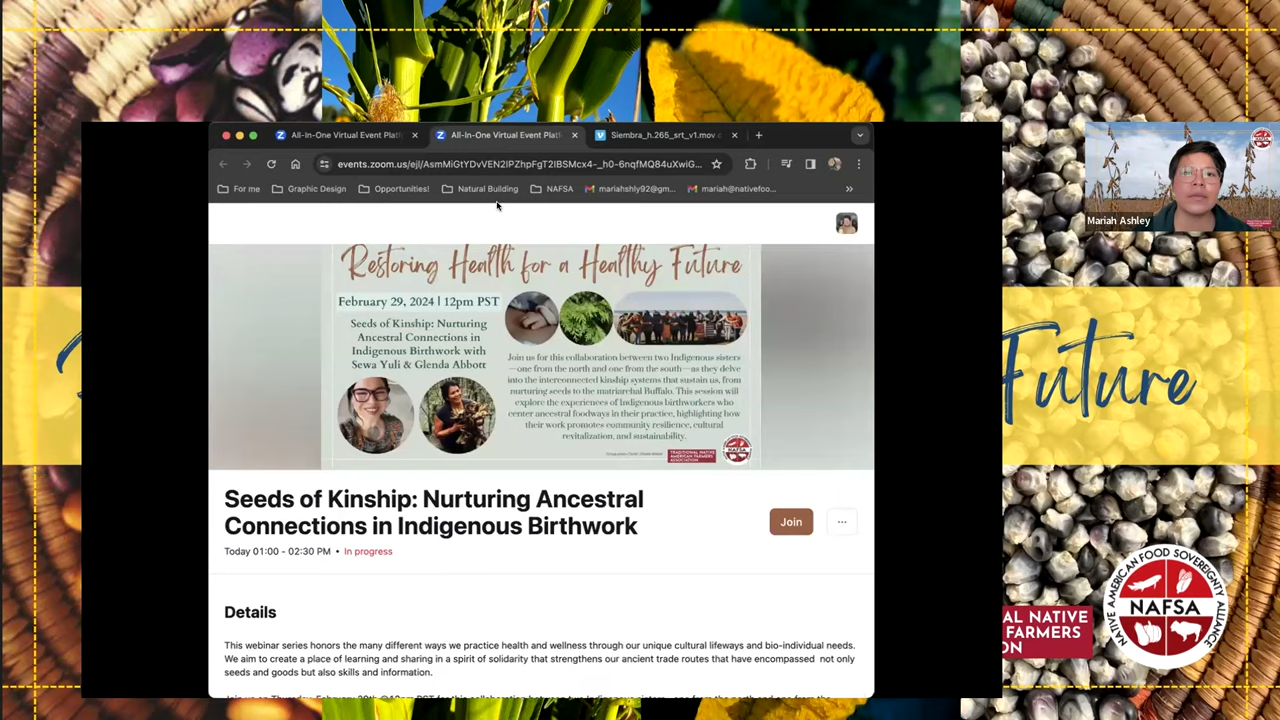 All-In-One Virtual Event Platf
All-In-One Virtual Event Platf
Siembra_h.265_srt_v1.mov
events.zoom.us/ejl/AsmMiGtYDvVEN2IPZhpFgT2IBSMcx4-_h0-6nqfMQ84uXwiG...
For me
Graphic Design
Opportunities!
Natural Building
NAFSA
mariahshly92@gm...
mariah@nativefoo...
Mariah Ashley
Restoring Health for a Healthy Future
February 29, 2024 | 12pm PST
Seeds of Kinship: Nurturing
Ancestral Connections in
Indigenous Birthwork with
Sewa Yuli & Glenda Abbott
Join us for this collaboration between two Indigenous sisters
—one from the north and one from the south—as they delve
into the interconnected kinship systems that sustain us, from
nurturing seeds to the matriarchal Buffalo. This session will
explore the experiences of Indigenous birthworkers who
center ancestral foodways in their practice, highlighting how
their work promotes community resilience, cultural
revitalization, and sustainability.
TRADITIONAL NATIVE
AMERICAN FARMERS
ASSOCIATION
Future
Seeds of Kinship: Nurturing Ancestral
Connections in Indigenous Birthwork
Join
Today 01:00 - 02:30 PM • In progress
Details
This webinar series honors the many different ways we practice health and wellness through our unique cultural lifeways and bio-individual needs.
We aim to create a place of learning and sharing in a spirit of solidarity that strengthens our ancient trade routes that have encompassed not only
seeds and goods but also skills and information.
AL NATIVE
FARMERS
ON
NATIVE AMERICAN FOOD SOVEREIGNTY ALLIANCE
NAFSA